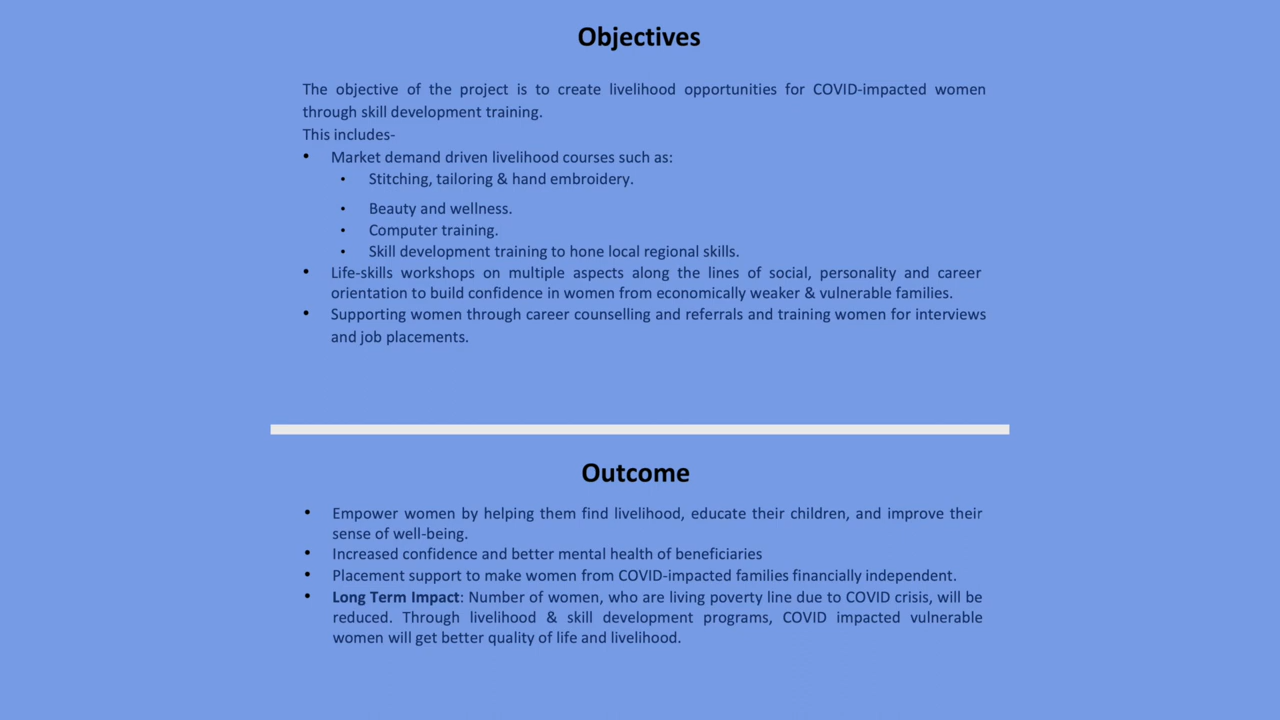 Objectives
The objective of the project is to create livelihood opportunities for COVID-impacted women
through skill development training.
This includes-
• Market demand driven livelihood courses such as:
• Stitching, tailoring & hand embroidery.
• Beauty and wellness.
• Computer training.
• Skill development training to hone local regional skills.
• Life-skills workshops on multiple aspects along the lines of social, personality and career
orientation to build confidence in women from economically weaker & vulnerable families.
• Supporting women through career counselling and referrals and training women for interviews
and job placements.
Outcome
• Empower women by helping them find livelihood, educate their children, and improve their
sense of well-being.
• Increased confidence and better mental health of beneficiaries
• Placement support to make women from COVID-impacted families financially independent.
• Long Term Impact: Number of women, who are living poverty line due to COVID crisis, will be
reduced. Through livelihood & skill development programs, COVID impacted vulnerable
women will get better quality of life and livelihood.